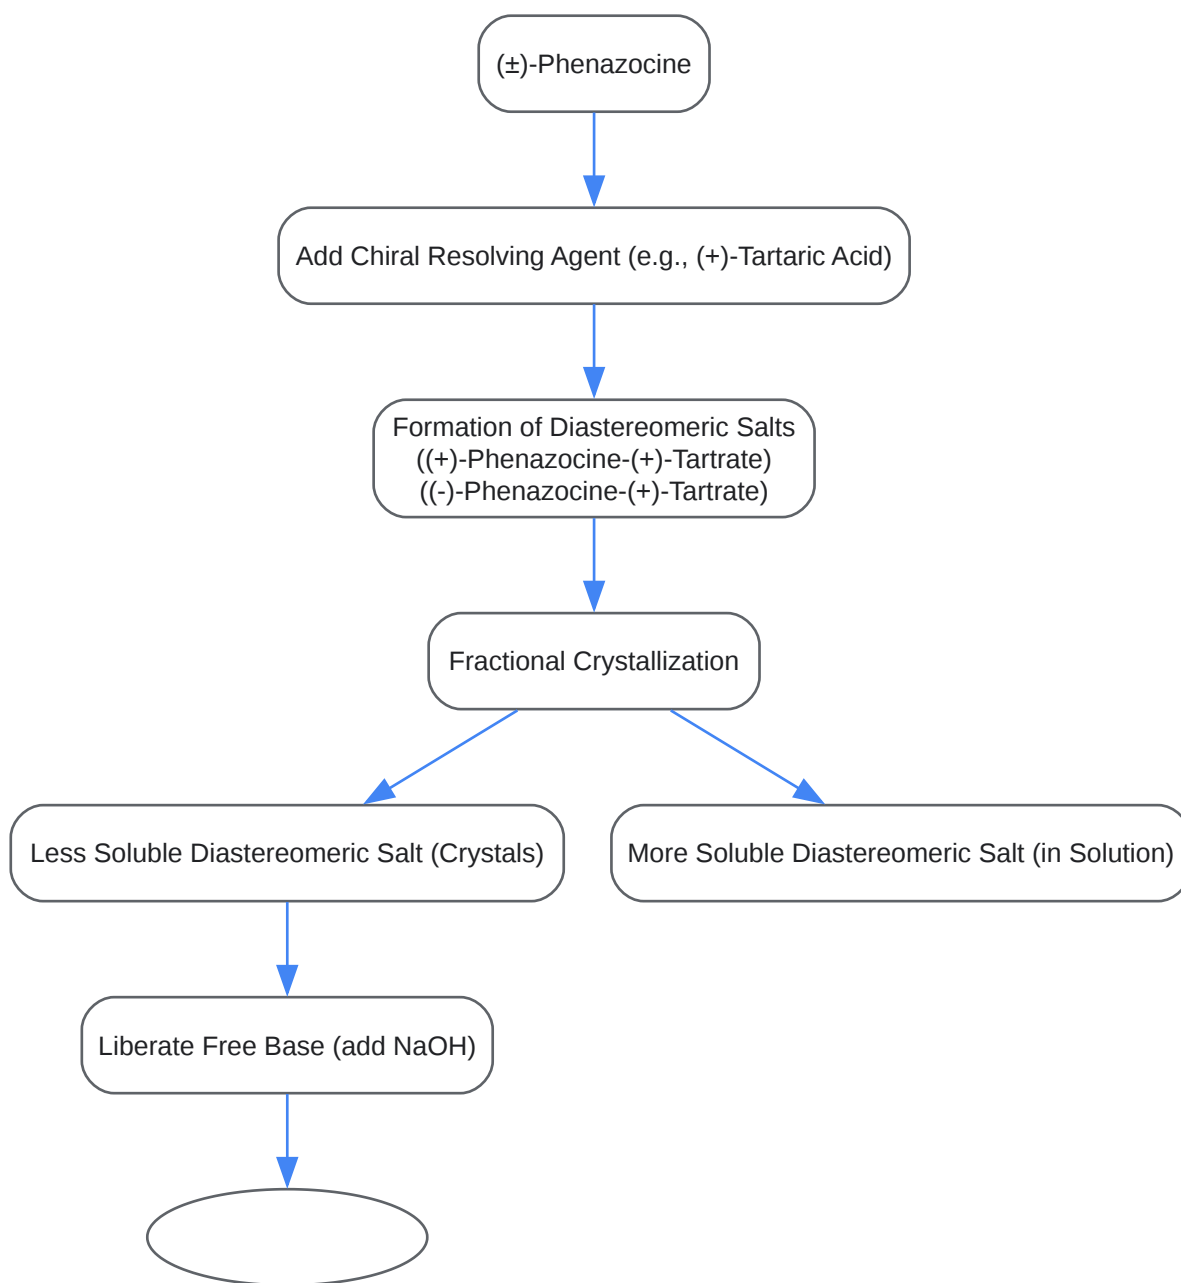 (±)-Phenazocine
Add Chiral Resolving Agent (e.g., (+)-Tartaric Acid)
Formation of Diastereomeric Salts
((+)-Phenazocine-(+)-Tartrate)
((-)-Phenazocine-(+)-Tartrate)
Fractional Crystallization
Less Soluble Diastereomeric Salt (Crystals)
More Soluble Diastereomeric Salt (in Solution)
Liberate Free Base (add NaOH)